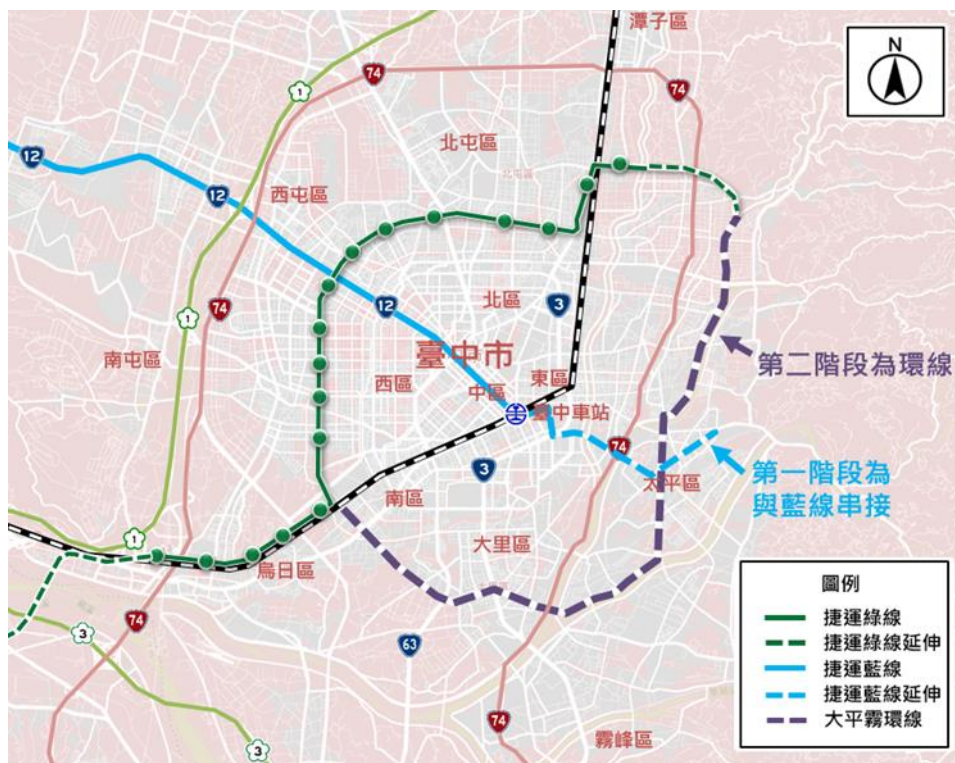 潭子區
N
74
1
74
北屯區
12
西屯區
12
74
1
南屯區
12
北區
3
臺中市
西區
中區
東區
臺中車站
第二階段為環線
3
74
太平區
第一階段為
與藍線串接
南區
大里區
1
烏日區
74
3
63
74
霧峰區
3
圖例
捷運綠線
捷運綠線延伸
捷運藍線
捷運藍線延伸
大平霧環線